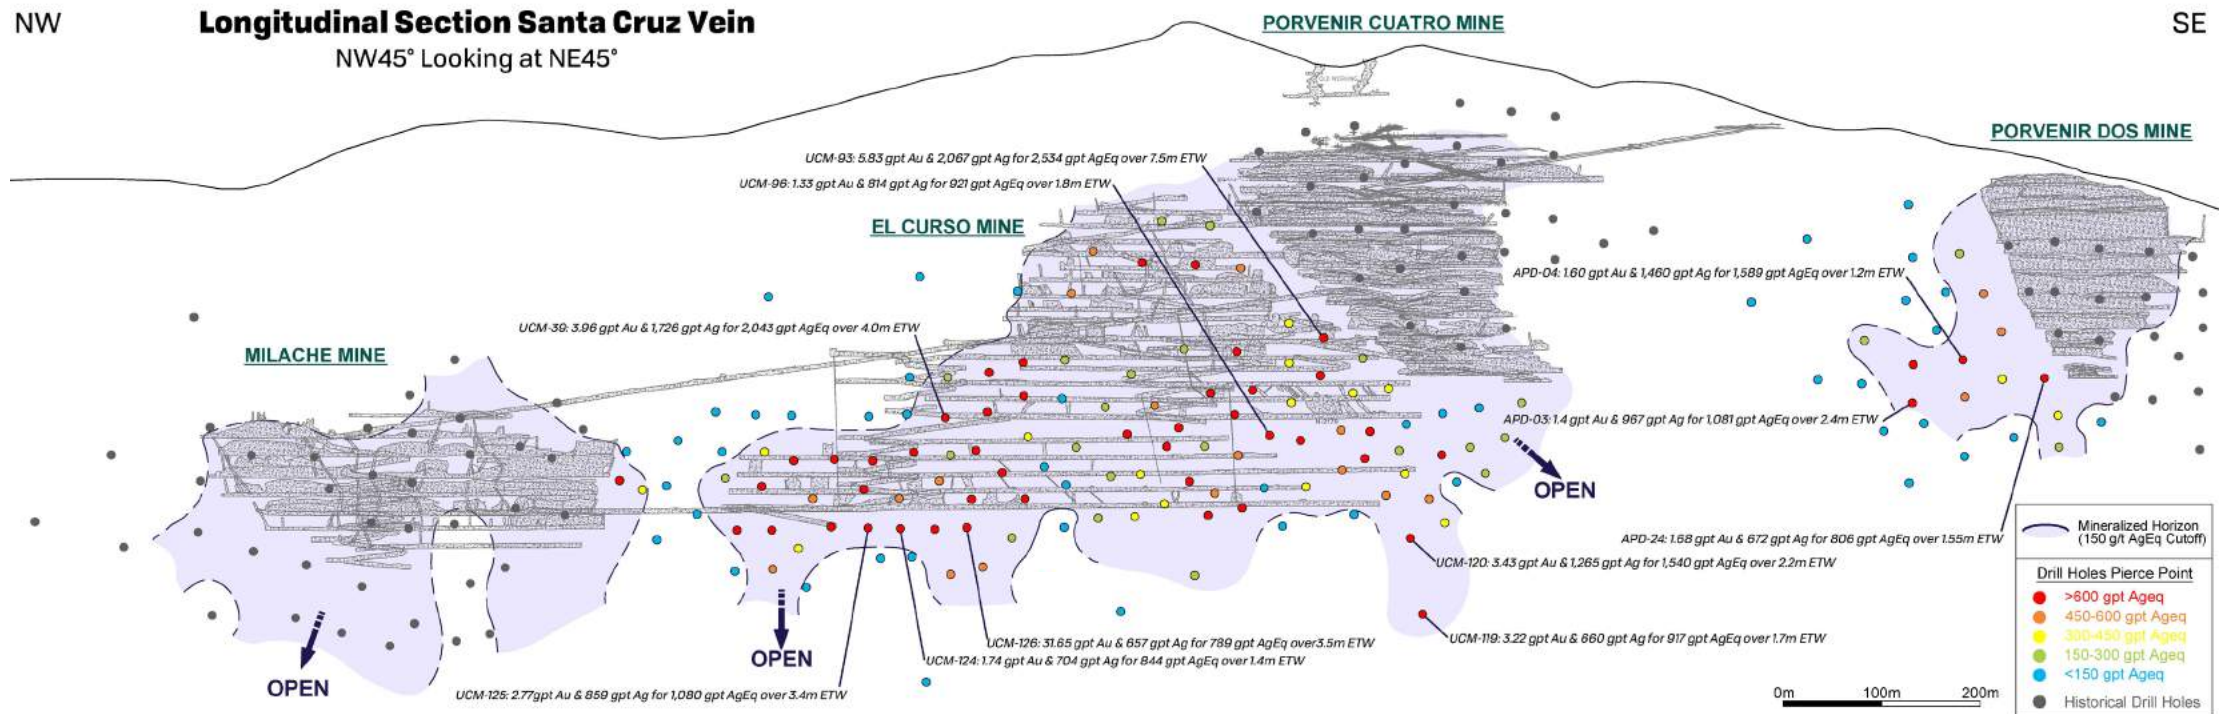 NW
Longitudinal Section Santa Cruz Vein
NW45° Looking at NE45°
PORVENIR CUATRO MINE
SE
OLD WORKING
PORVENIR DOS MINE
UCM-93: 5.83 gpt Au & 2,067 gpt Ag for 2,534 gpt AgEq over 7.5m ETW
UCM-96: 1.33 gpt Au & 814 gpt Ag for 921 gpt AgEq over 1.8m ETW
EL CURSO MINE
APD-04: 1.60 gpt Au & 1,460 gpt Ag for 1,589 gpt AgEq over 1.2m ETW
UCM-39: 3.96 gpt Au & 1,726 gpt Ag for 2,043 gpt AgEq over 4.0m ETW
MILACHE MINE
APD-03: 1.4 gpt Au & 967 gpt Ag for 1,081 gpt AgEq over 2.4m ETW
OPEN
APD-24: 1.68 gpt Au & 672 gpt Ag for 806 gpt AgEq over 1.55m ETW
UCM-120: 3.43 gpt Au & 1,265 gpt Ag for 1,540 gpt AgEq over 2.2m ETW
UCM-119: 3.22 gpt Au & 660 gpt Ag for 917 gpt AgEq over 1.7m ETW
UCM-126: 31.65 gpt Au & 657 gpt Ag for 789 gpt AgEq over3.5m ETW
UCM-124: 1.74 gpt Au & 704 gpt Ag for 844 gpt AgEq over 1.4m ETW
UCM-125: 2.77gpt Au & 859 gpt Ag for 1,080 gpt AgEq over 3.4m ETW
OPEN
OPEN
Mineralized Horizon
(150 g/t AgEq Cutoff)
Drill Holes Pierce Point
>600 gpt Ageq
450-600 gpt Ageq
300-450 gpt Ageq
150-300 gpt Ageq
<150 gpt Ageq
Historical Drill Holes
0m 100m 200m